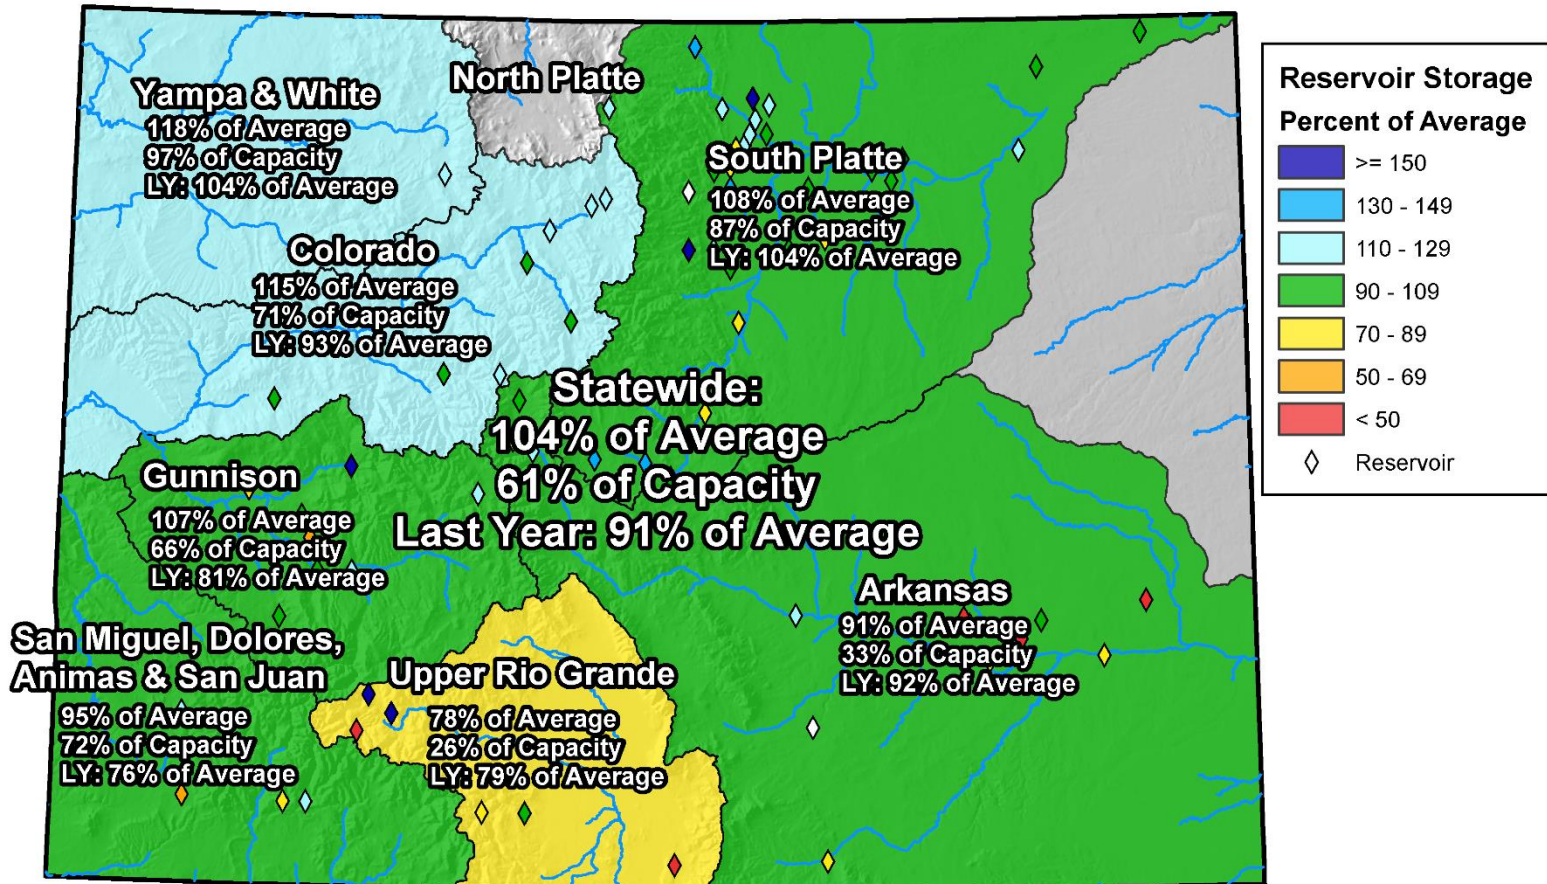 North Platte
Yampa & White
118% of Average
97% of Capacity
LY: 104% of Average
South Platte
108% of Average
87% of Capacity
LY: 104% of Average
Colorado
115% of Average
71% of Capacity
LY: 93% of Average
Statewide:
104% of Average
61% of Capacity
Last Year: 91% of Average
Gunnison
107% of Average
66% of Capacity
LY: 81% of Average
Arkansas
91% of Average
33% of Capacity
LY: 92% of Average
San Miguel, Dolores,
Animas & San Juan
95% of Average
72% of Capacity
LY: 76% of Average
Upper Rio Grande
78% of Average
26% of Capacity
LY: 79% of Average
Reservoir Storage
Percent of Average
>= 150
130 - 149
110 - 129
90 - 109
70 - 89
50 - 69
< 50
Reservoir